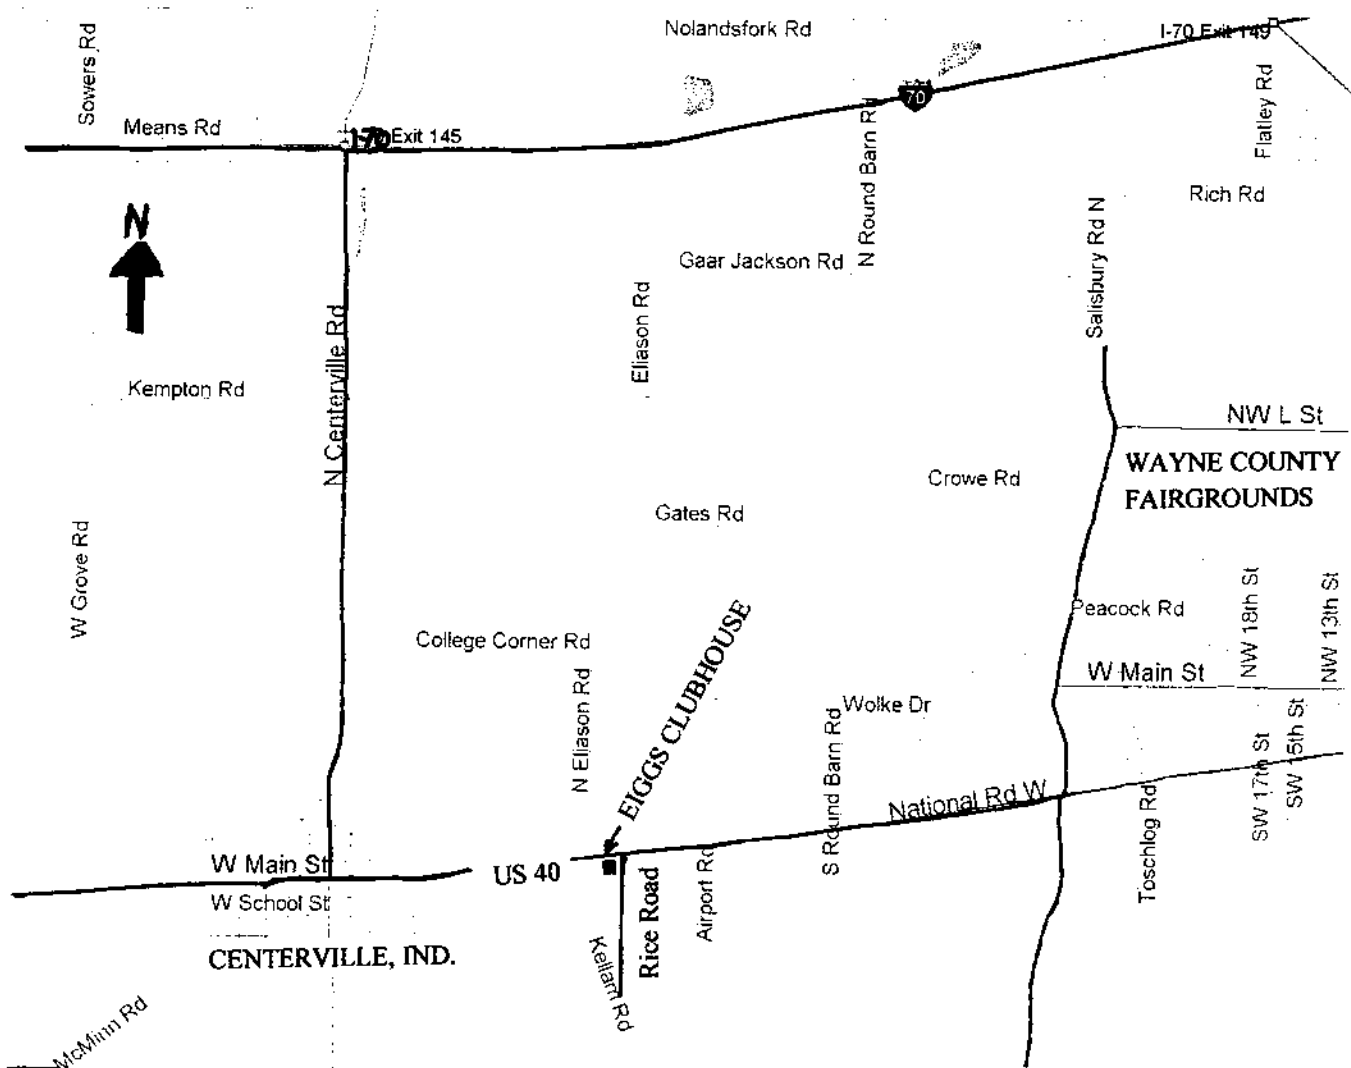 Nolandsfork Rd
I-70 Exit 149
Sowers Rd
Means Rd
I-70
Exit 145
70
N Round Barn Rd
Flatley Rd
Rich Rd
N
Gaar Jackson Rd
Salisbury Rd N
Eliason Rd
N Centerville Rd
Kempton Rd
NW L St
WAYNE COUNTY
FAIRGROUNDS
Crowe Rd
Gates Rd
W Grove Rd
NW 18th St
NW 13th St
Peacock Rd
College Corner Rd
EIGGS CLUBHOUSE
W Main St
N Eliason Rd
Wolke Dr
S Round Barn Rd
SW 17th St
SW 15th St
National Rd W
Toschlog Rd
W Main St
US 40
W School St
Airport Rd
Rice Road
Kellam Rd
CENTERVILLE, IND.
McMinn Rd